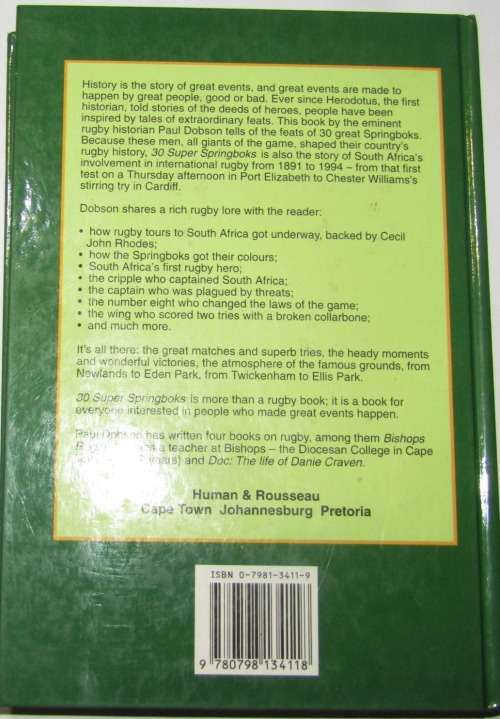 History is the story of great events, and great events are made to
happen by great people, good or bad. Ever since Herodotus, the first
historian, told stories of the deeds of heroes, people have been
inspired by tales of extraordinary feats. This book by the eminent
rugby historian Paul Dobson tells of the feats of 30 great Springboks.
Because these men, all giants of the game, shaped their country's
rugby history, 30 Super Springboks is also the story of South Africa's
involvement in international rugby from 1891 to 1994 – from that first
test on a Thursday afternoon in Port Elizabeth to Chester Williams's
stirring try in Cardiff.
Dobson shares a rich rugby lore with the reader:
• how rugby tours to South Africa got underway, backed by Cecil
John Rhodes;
• how the Springboks got their colours;
• South Africa's first rugby hero;
• the cripple who captained South Africa;
• the captain who was plagued by threats;
• the number eight who changed the laws of the game;
• the wing who scored two tries with a broken collarbone;
• and much more.
It's all there: the great matches and superb tries, the heady moments
and wonderful victories, the atmosphere of the famous grounds, from
Newlands to Eden Park, from Twickenham to Ellis Park.
30 Super Springboks is more than a rugby book; it is a book for
everyone interested in people who made great events happen.
Paul Dobson has written four books on rugby, among them Bishops
a teacher at Bishops – the Diocesan College in Cape
and Doc: The life of Danie Craven.
Human & Rousseau
Cape Town Johannesburg Pretoria
ISBN 0-7981-3411-9
9 780798 134118